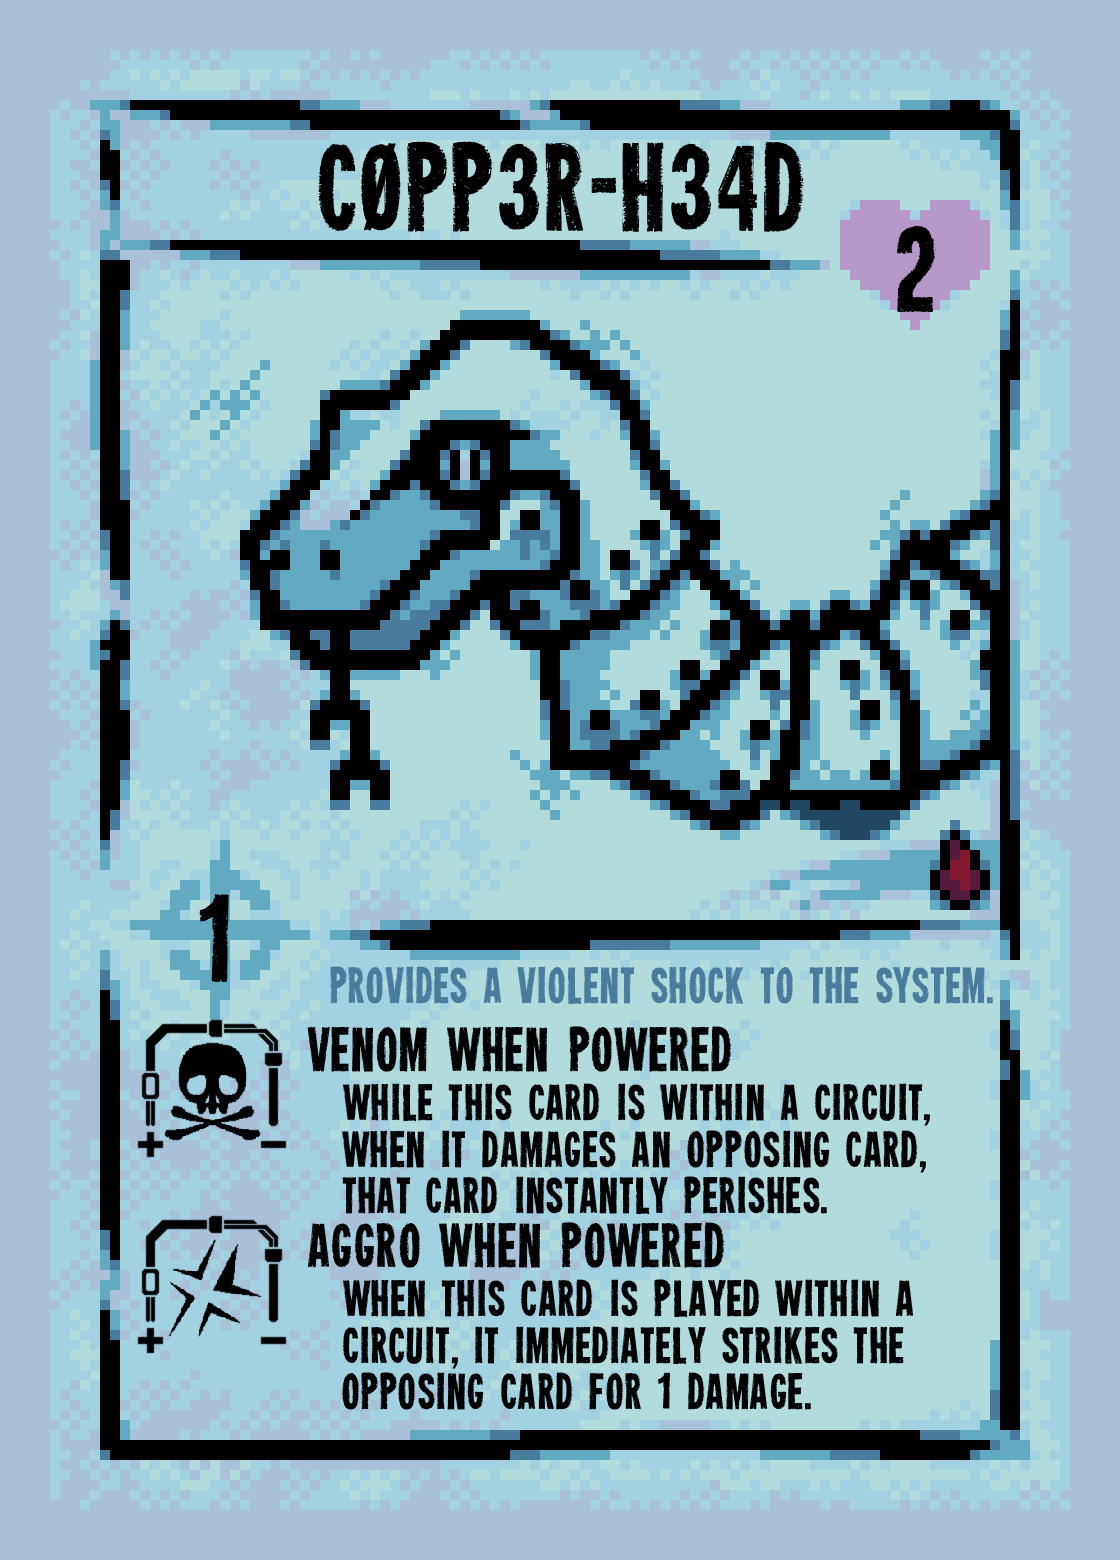 CØPP3R-H34D
2
1
PROVIDES A VIOLENT SHOCK TO THE SYSTEM.
VENOM WHEN POWERED
WHILE THIS CARD IS WITHIN A CIRCUIT,
WHEN IT DAMAGES AN OPPOSING CARD,
THAT CARD INSTANTLY PERISHES.
AGGRO WHEN POWERED
WHEN THIS CARD IS PLAYED WITHIN A
CIRCUIT, IT IMMEDIATELY STRIKES THE
OPPOSING CARD FOR 1 DAMAGE.